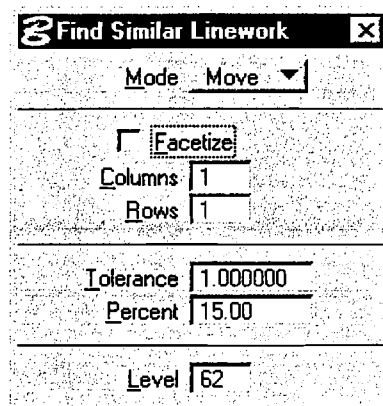 Find Similar Linework
Mode Move
Facetize
Columns 1
Rows 1
Tolerance 1.000000
Percent 15.00
Level 62